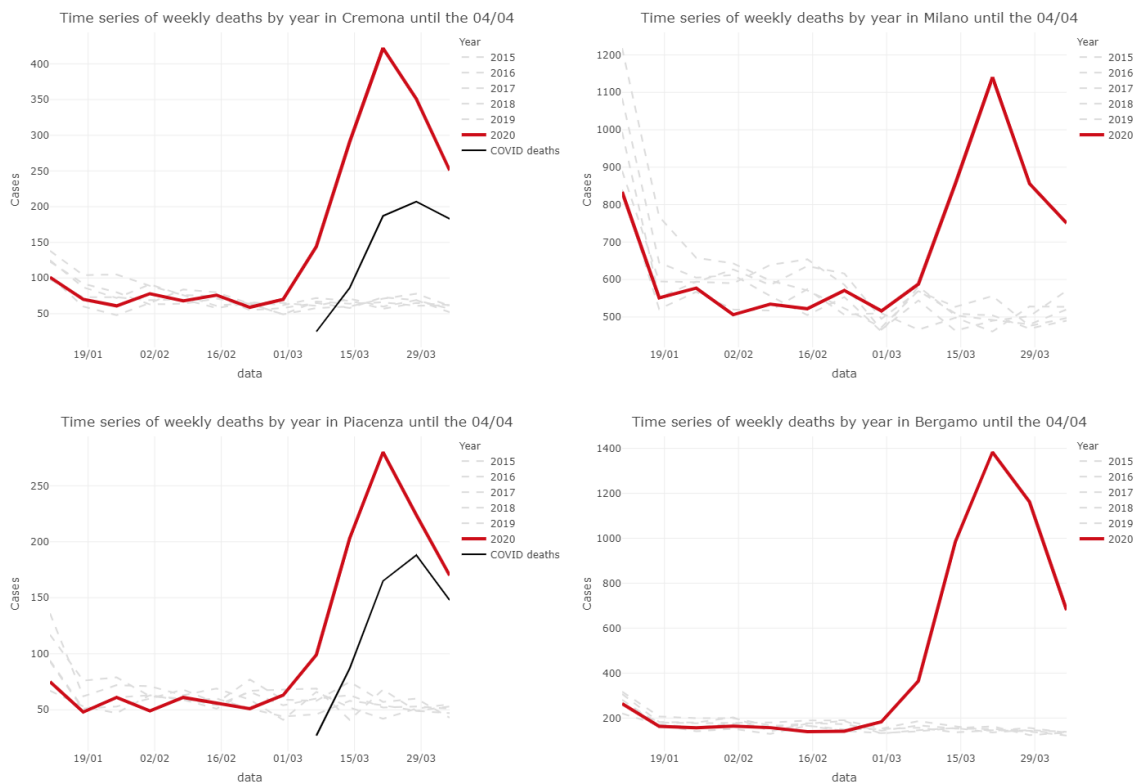 Time series of weekly deaths by year in Cremona until the 04/04
Year
2015
2016
2017
2018
2019
2020
COVID deaths
400
350
300
250
200
150
100
50
Cases
19/01 02/02 16/02 01/03 15/03 29/03
data
Time series of weekly deaths by year in Milano until the 04/04
Year
2015
2016
2017
2018
2019
2020
1200
1100
1000
900
800
700
600
500
Cases
19/01 02/02 16/02 01/03 15/03 29/03
data
Time series of weekly deaths by year in Piacenza until the 04/04
Year
2015
2016
2017
2018
2019
2020
COVID deaths
250
200
150
100
50
Cases
19/01 02/02 16/02 01/03 15/03 29/03
data
Time series of weekly deaths by year in Bergamo until the 04/04
Year
2015
2016
2017
2018
2019
2020
1400
1200
1000
800
600
400
200
Cases
19/01 02/02 16/02 01/03 15/03 29/03
data